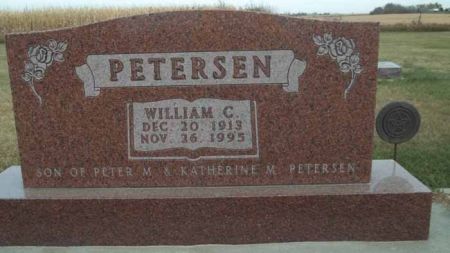 PETERSEN
WILLIAM C.
DEC. 20 1913
NOV. 26 1995
SON OF PETER M & KATHERINE M. PETERSEN